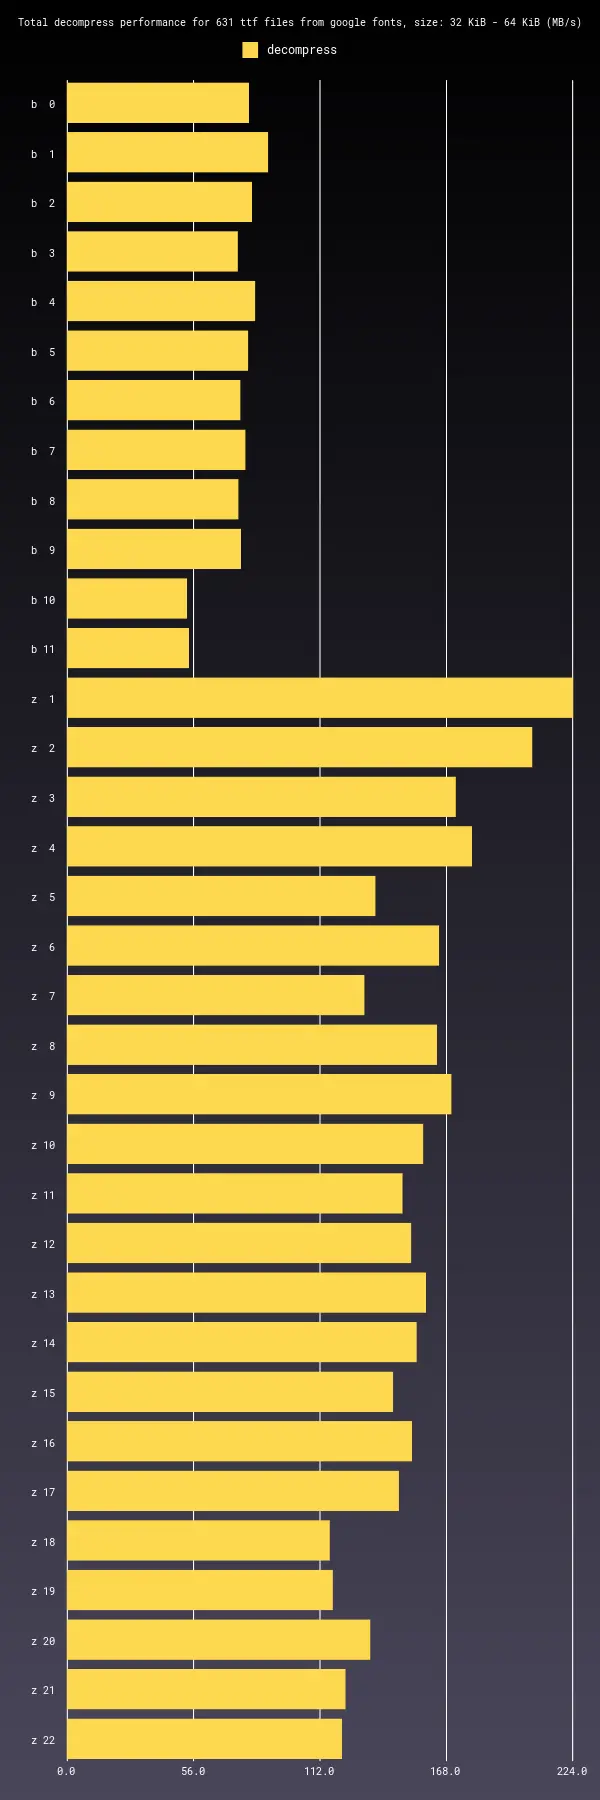 Total decompress performance for 631 ttf files from google fonts, size: 32 KiB - 64 KiB (MB/s)
decompress
b  0
b  1
b  2
b  3
b  4
b  5
b  6
b  7
b  8
b  9
b 10
b 11
z  1
z  2
z  3
z  4
z  5
z  6
z  7
z  8
z  9
z 10
z 11
z 12
z 13
z 14
z 15
z 16
z 17
z 18
z 19
z 20
z 21
z 22
0.0 56.0 112.0 168.0 224.0